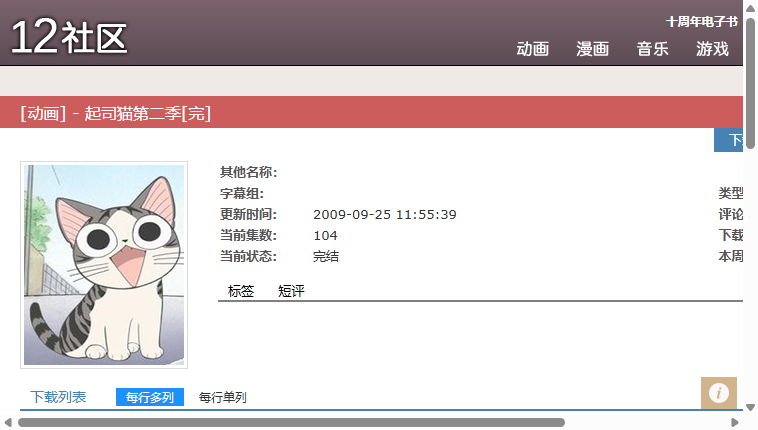 12社区
十周年电子书
动画 漫画 音乐 游戏
[动画] - 起司猫第二季[完]
下
其他名称:
字幕组: 类型
更新时间: 2009-09-25 11:55:39 评论
当前集数: 104 下载
当前状态: 完结 本周
标签 短评
下载列表 每行多列 每行单列